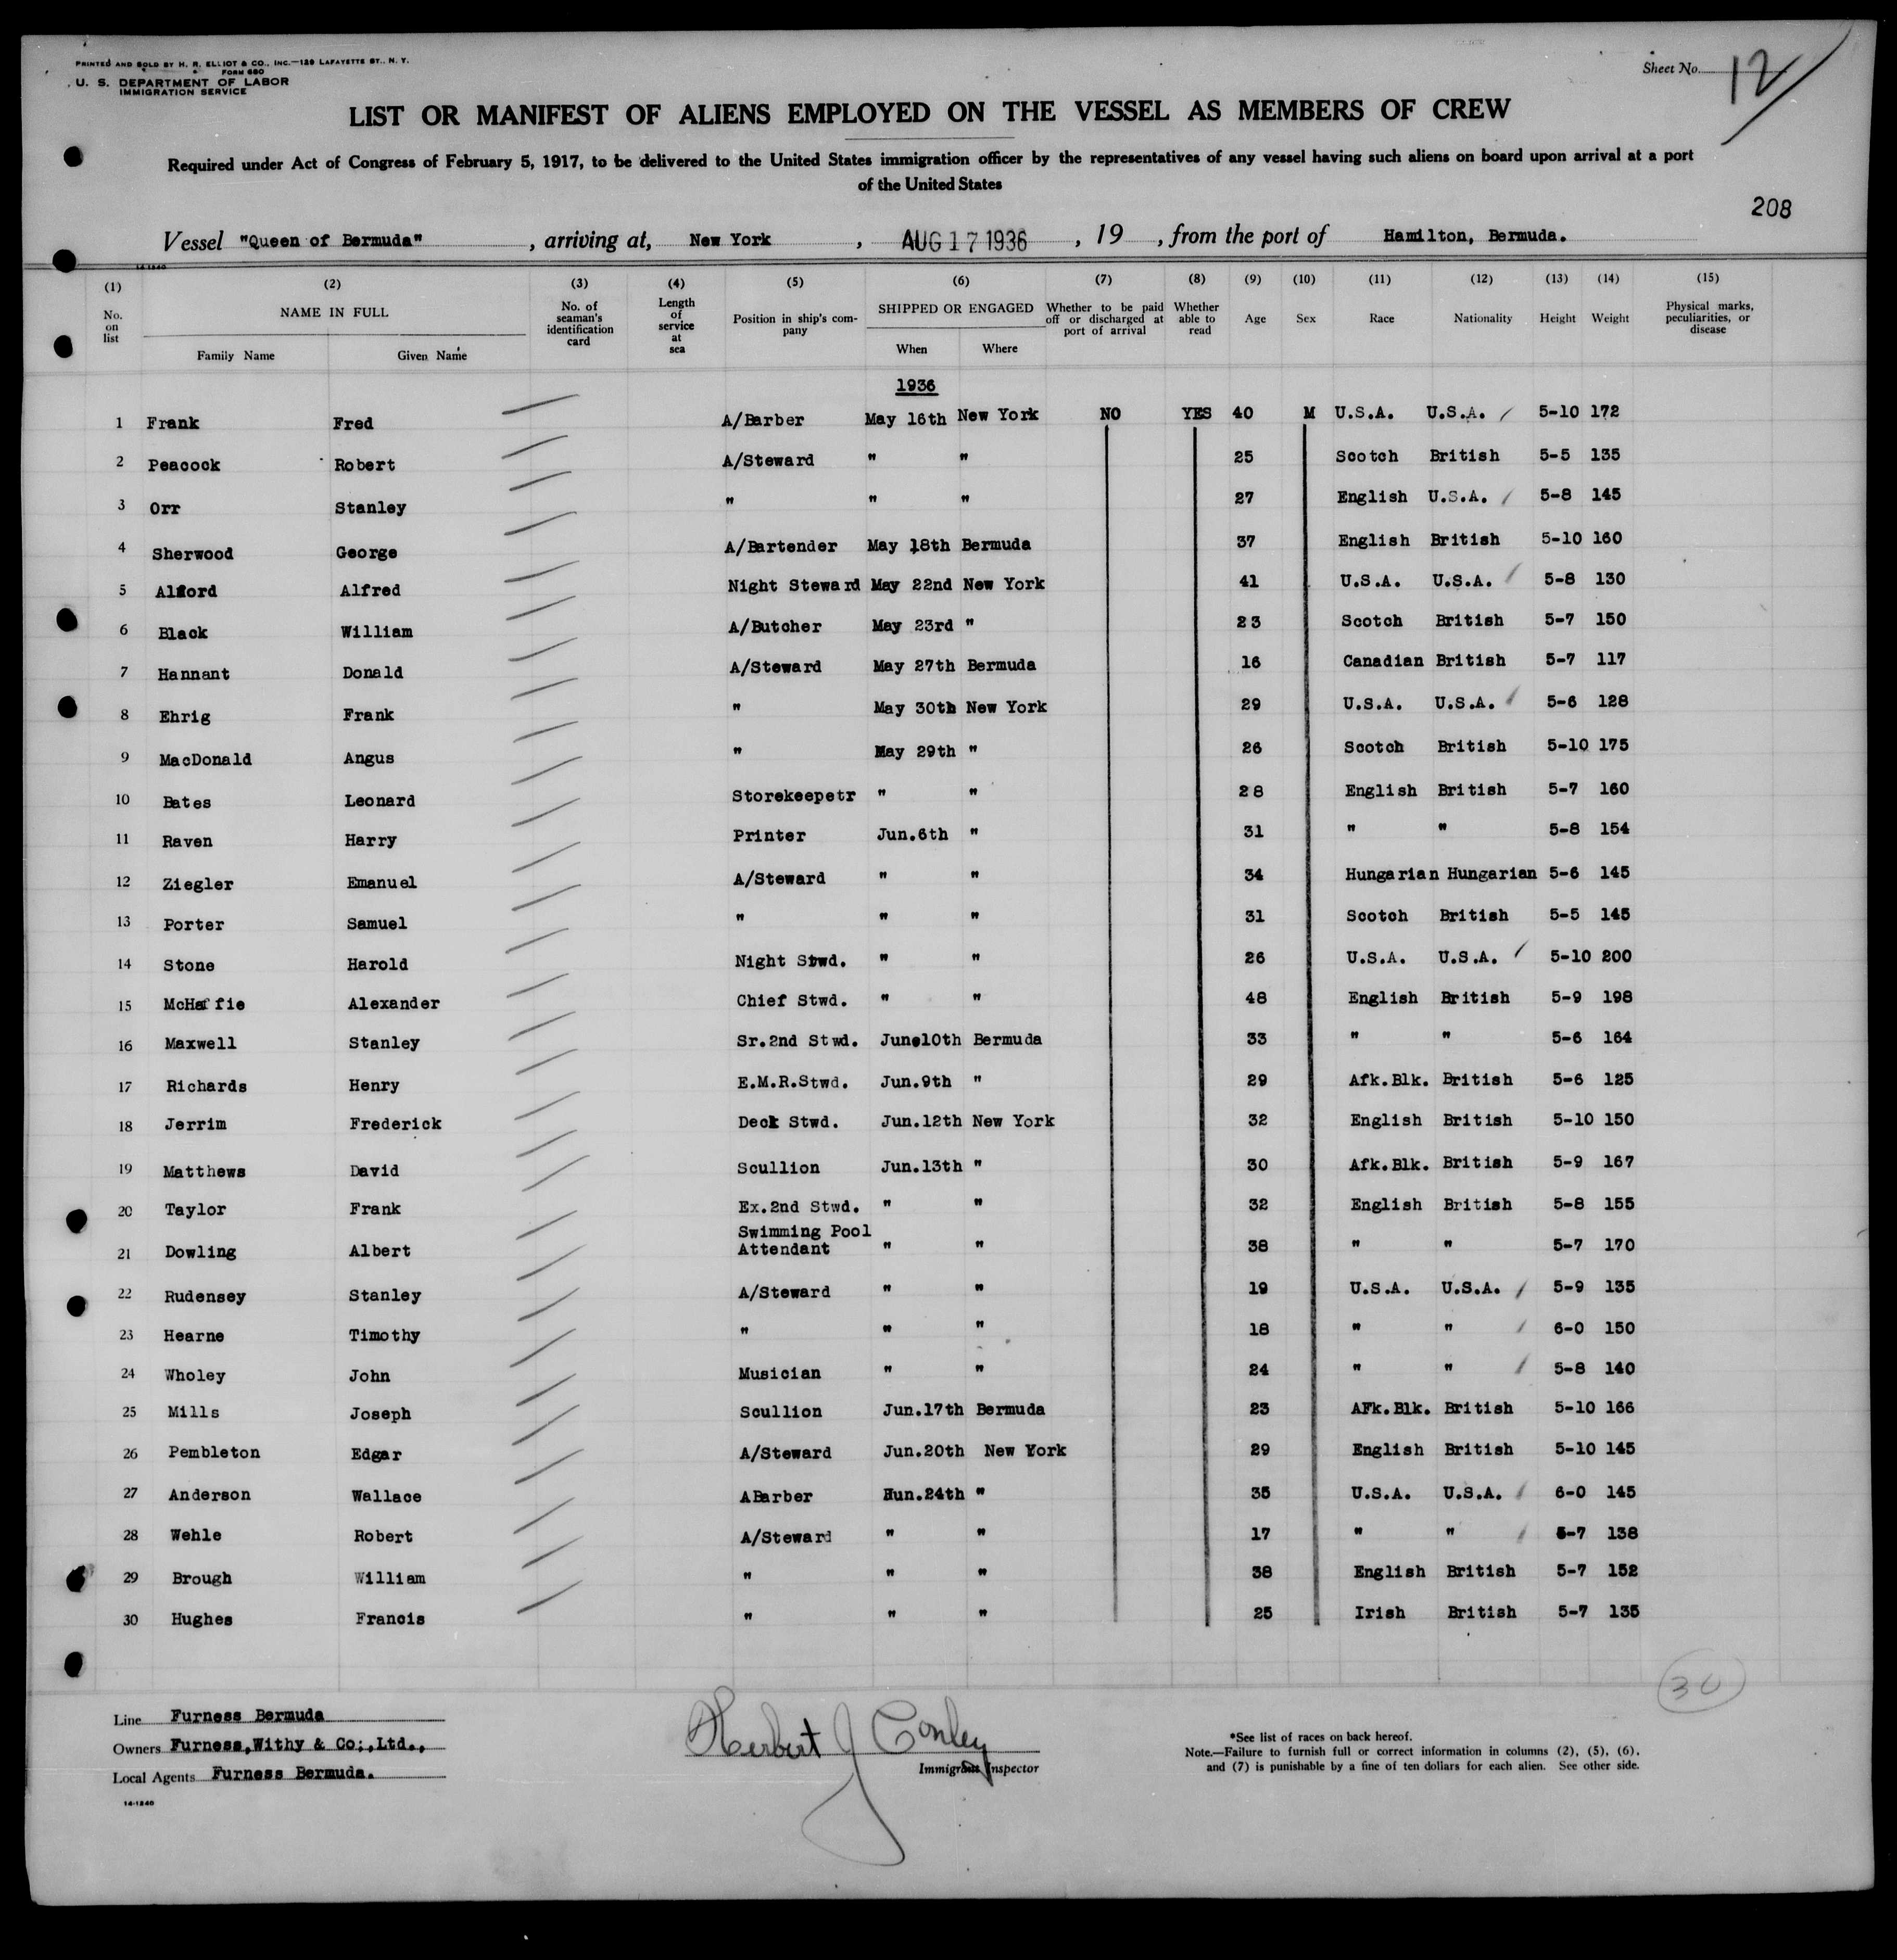 PRINTED AND SOLD BY H. R. ELLIOT & CO., INC.—129 LAFAYETTE ST., N. Y.
FORM 680
U. S. DEPARTMENT OF LABOR
IMMIGRATION SERVICE
Sheet No. 12
LIST OR MANIFEST OF ALIENS EMPLOYED ON THE VESSEL AS MEMBERS OF CREW
Required under Act of Congress of February 5, 1917, to be delivered to the United States immigration officer by the representatives of any vessel having such aliens on board upon arrival at a port
of the United States
208
Vessel "Queen of Bermuda" , arriving at, New York , AUG 17 1936 , 19 , from the port of Hamilton, Bermuda.
14-1240
(1) (2) (3) (4) (5) (6) (7) (8) (9) (10) (11) (12) (13) (14) (15)
No. on list NAME IN FULL No. of seaman's identification card Length of service at sea Position in ship's company SHIPPED OR ENGAGED Whether to be paid off or discharged at port of arrival Whether able to read Age Sex Race Nationality Height Weight Physical marks, peculiarities, or disease
Family Name Given Name When Where
1936
1 Frank Fred A/Barber May 16th New York NO YES 40 M U.S.A. U.S.A. 5-10 172
2 Peacock Robert A/Steward " " 25 Scotch British 5-5 135
3 Orr Stanley " " " 27 English U.S.A. 5-8 145
4 Sherwood George A/Bartender May 18th Bermuda 37 English British 5-10 160
5 Alford Alfred Night Steward May 22nd New York 41 U.S.A. U.S.A. 5-8 130
6 Black William A/Butcher May 23rd " 23 Scotch British 5-7 150
7 Hannant Donald A/Steward May 27th Bermuda 16 Canadian British 5-7 117
8 Ehrig Frank " May 30th New York 29 U.S.A. U.S.A. 5-6 128
9 MacDonald Angus " May 29th " 26 Scotch British 5-10 175
10 Bates Leonard Storekeepetr " " 28 English British 5-7 160
11 Raven Harry Printer Jun.6th " 31 " " 5-8 154
12 Ziegler Emanuel A/Steward " " 34 Hungarian Hungarian 5-6 145
13 Porter Samuel " " " 31 Scotch British 5-5 145
14 Stone Harold Night Stwd. " " 26 U.S.A. U.S.A. 5-10 200
15 McHaffie Alexander Chief Stwd. " " 48 English British 5-9 198
16 Maxwell Stanley Sr.2nd Stwd. June10th Bermuda 33 " " 5-6 164
17 Richards Henry E.M.R.Stwd. Jun.9th " 29 Afk.Blk. British 5-6 125
18 Jerrim Frederick Deck Stwd. Jun.12th New York 32 English British 5-10 150
19 Matthews David Scullion Jun.13th " 30 Afk.Blk. British 5-9 167
20 Taylor Frank Ex.2nd Stwd. " " 32 English British 5-8 155
21 Dowling Albert Swimming Pool Attendant " " 38 " " 5-7 170
22 Rudensey Stanley A/Steward " " 19 U.S.A. U.S.A. 5-9 135
23 Hearne Timothy " " " 18 " " 6-0 150
24 Wholey John Musician " " 24 " " 5-8 140
25 Mills Joseph Scullion Jun.17th Bermuda 23 AFk.Blk. British 5-10 166
26 Pembleton Edgar A/Steward Jun.20th New York 29 English British 5-10 145
27 Anderson Wallace ABarber Hun.24th " 35 U.S.A. U.S.A. 6-0 145
28 Wehle Robert A/Steward " " 17 " " 5-7 138
29 Brough William " " " 38 English British 5-7 152
30 Hughes Francis " " " 25 Irish British 5-7 135
30
Line Furness Bermuda
Owners Furness,Withy & Co;,Ltd.,
Local Agents Furness Bermuda.
14-1240
Herbert J Conley
Immigrant Inspector
*See list of races on back hereof.
Note.—Failure to furnish full or correct information in columns (2), (5), (6),
and (7) is punishable by a fine of ten dollars for each alien. See other side.